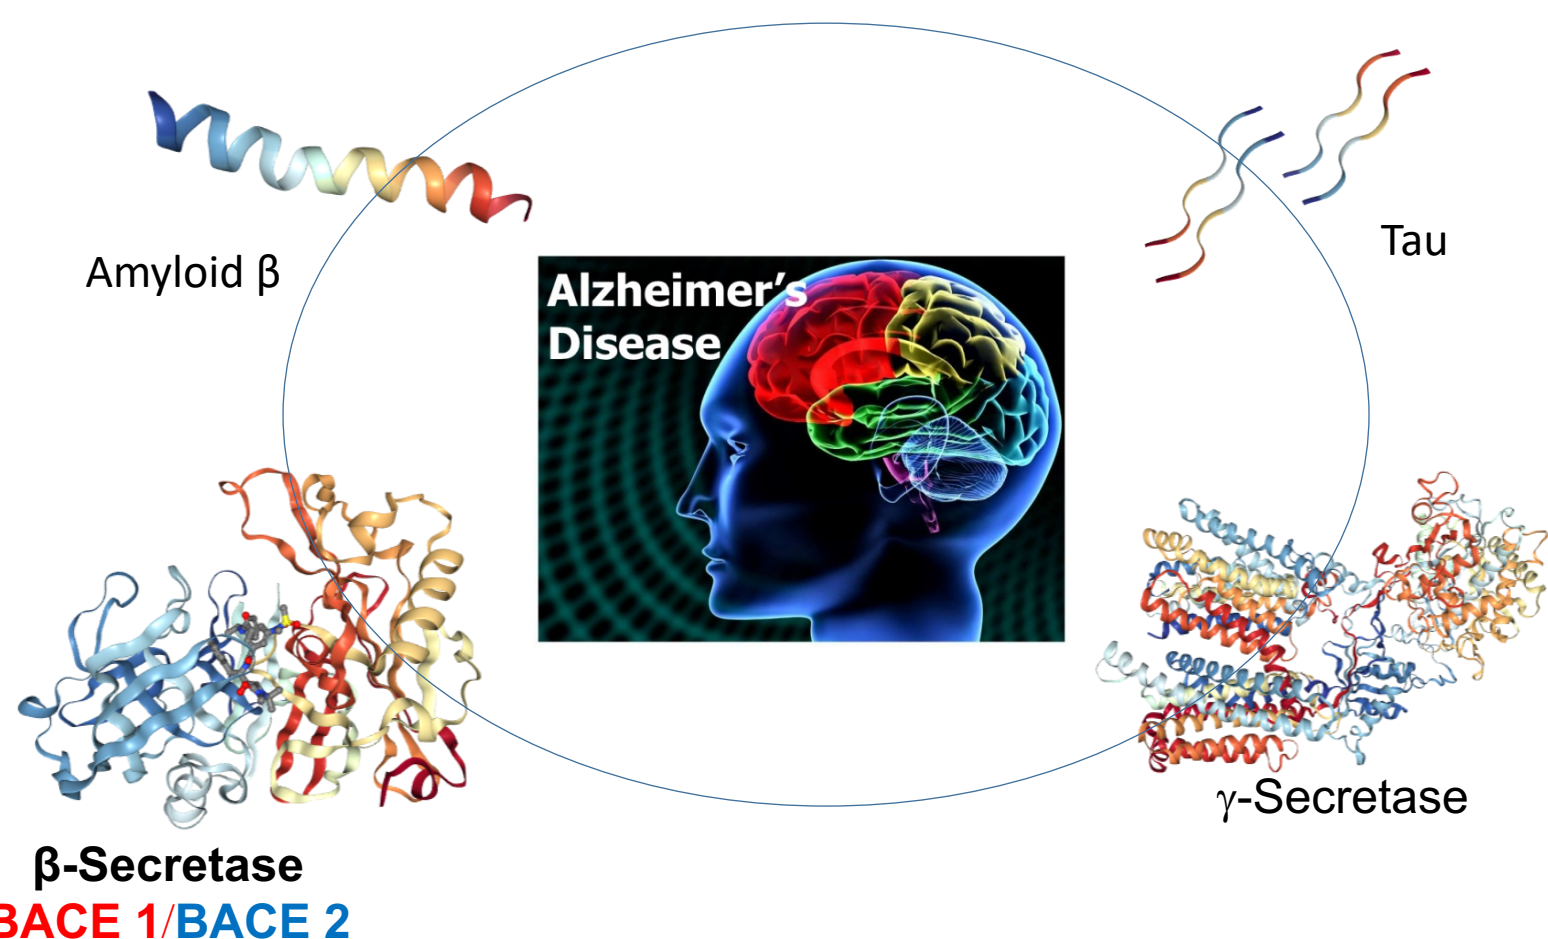 Amyloid β
Tau
Alzheimer's
Disease
γ-Secretase
β-Secretase
BACE 1/BACE 2